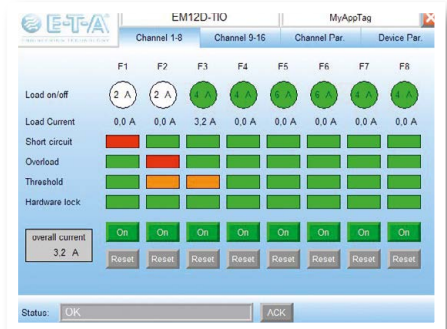 E-T-A EM12D-TIO MyAppTag X
Channel 1-8 Channel 9-16 Channel Par. Device Par.
F1 F2 F3 F4 F5 F6 F7 F8
Load on/off 2 A 2 A 4 A 4 A 6 A 6 A 4 A 4 A
Load Current 0,0 A 0,0 A 3,2 A 0,0 A 0,0 A 0,0 A 0,0 A 0,0 A
Short circuit
Overload
Threshold
Hardware lock
overall current On On On On On On On On
3,2 A Reset Reset Reset Reset Reset Reset Reset Reset
Status: OK ACK